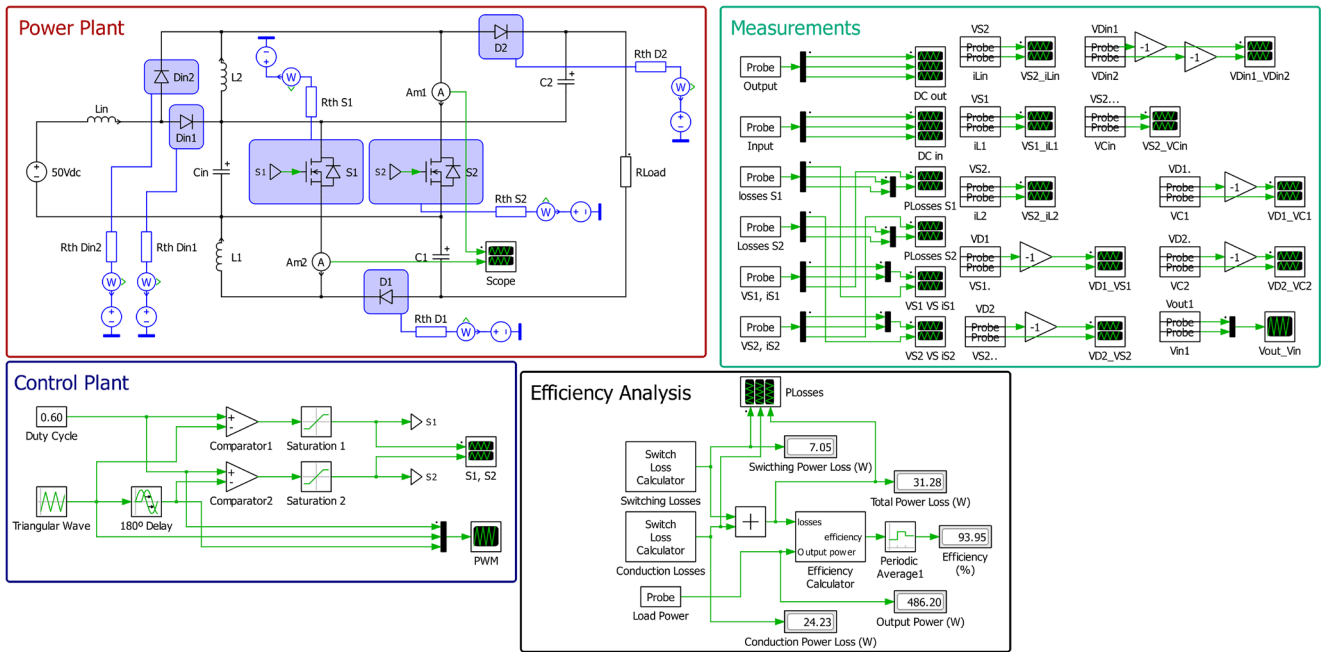 Power Plant
D2
Rth D2
W
Din2
L2
W
C2
Rth S1
Am1
A
Lin
Din1
50Vdc
Cin
S1
S1
S2
S2
RLoad
Rth S2
W
Rth Din2
Rth Din1
L1
Am2
A
C1
Scope
W
W
D1
Rth D1
W
Measurements
Probe
Output
DC out
Probe
Input
DC in
Probe
losses S1
PLosses S1
Probe
Losses S2
PLosses S2
Probe
VS1, iS1
VS1 VS iS1
Probe
VS2, iS2
VS2 VS iS2
VS2
Probe
Probe
iLin
VS2_iLin
VDin1
Probe
Probe
VDin2
-1
-1
VDin1_VDin2
VS1
Probe
Probe
iL1
VS1_iL1
VS2...
Probe
Probe
VCin
VS2_VCin
VS2.
Probe
Probe
iL2
VS2_iL2
VD1.
Probe
Probe
VC1
-1
VD1_VC1
VD1
Probe
Probe
VS1.
-1
VD1_VS1
VD2.
Probe
Probe
VC2
-1
VD2_VC2
VD2
Probe
Probe
VS2..
-1
VD2_VS2
Vout1
Probe
Probe
Vin1
Vout_Vin
Control Plant
0.60
Duty Cycle
+
-
Comparator1
Saturation 1
S1
+
-
Comparator2
Saturation 2
S2
S1, S2
Triangular Wave
180º Delay
PWM
Efficiency Analysis
PLosses
Switch
Loss
Calculator
Switching Losses
7.05
Swicthing Power Loss (W)
31.28
Total Power Loss (W)
Switch
Loss
Calculator
Conduction Losses
+
losses
efficiency
Output power
Efficiency
Calculator
Periodic
Average1
93.95
Efficiency
(%)
Probe
Load Power
486.20
Output Power (W)
24.23
Conduction Power Loss (W)